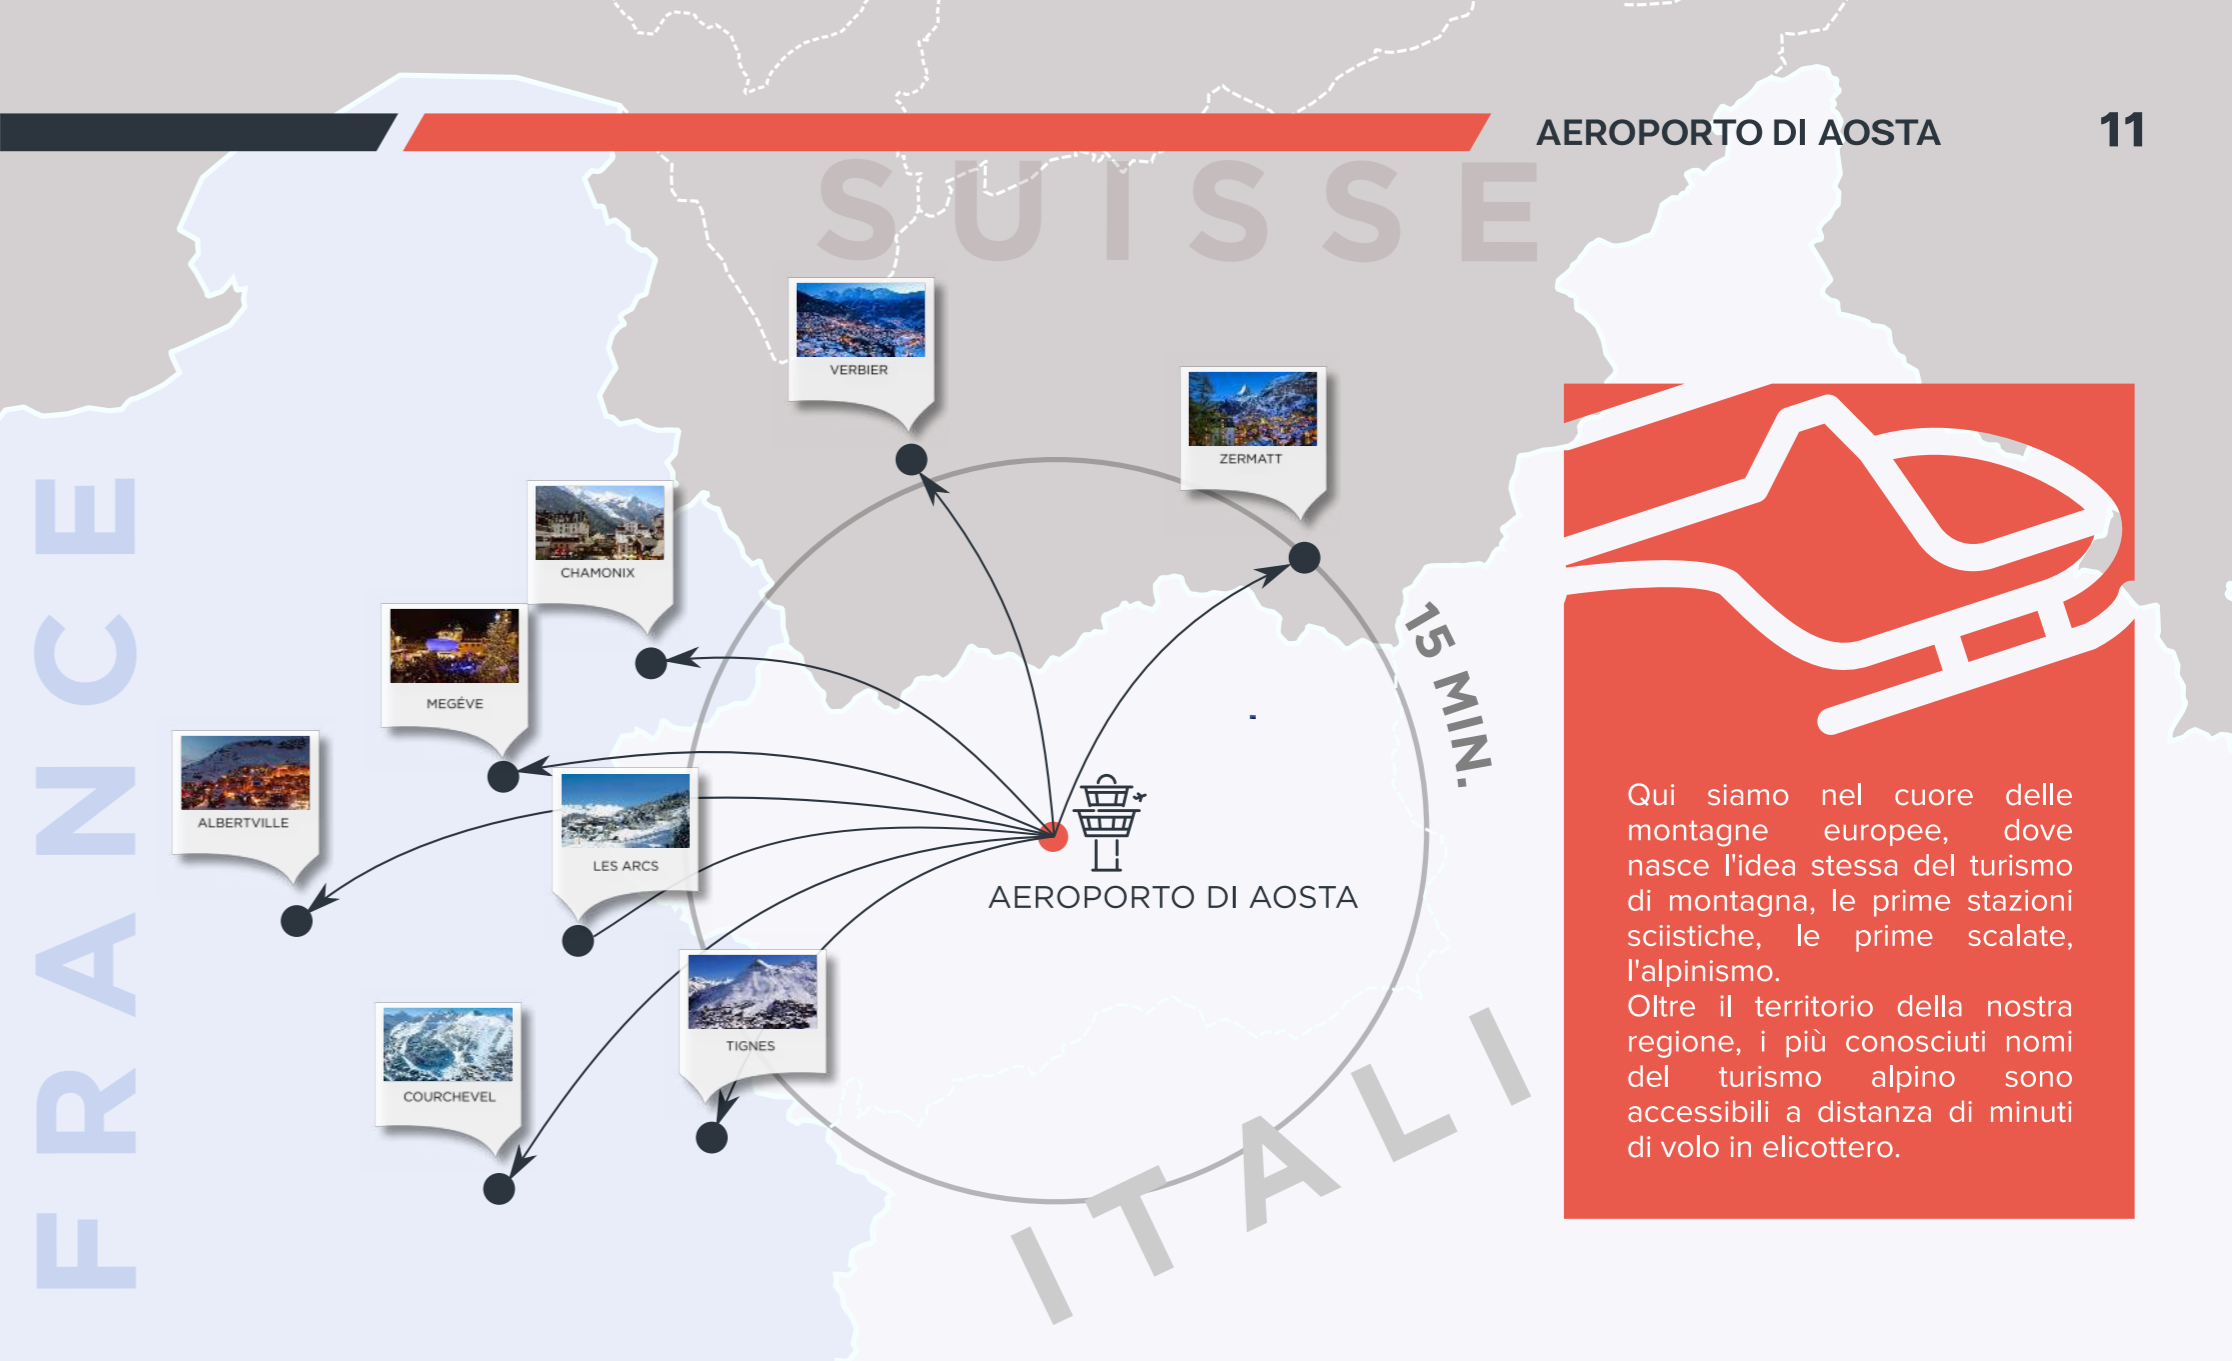 AEROPORTO DI AOSTA
11
SUISSE
VERBIER
ZERMATT
CHAMONIX
MEGÉVE
ALBERTVILLE
LES ARCS
COURCHEVEL
TIGNES
15 MIN.
AEROPORTO DI AOSTA
FRANCE
ITALI
Qui siamo nel cuore delle
montagne europee, dove
nasce l'idea stessa del turismo
di montagna, le prime stazioni
sciistiche, le prime scalate,
l'alpinismo.
Oltre il territorio della nostra
regione, i più conosciuti nomi
del turismo alpino sono
accessibili a distanza di minuti
di volo in elicottero.